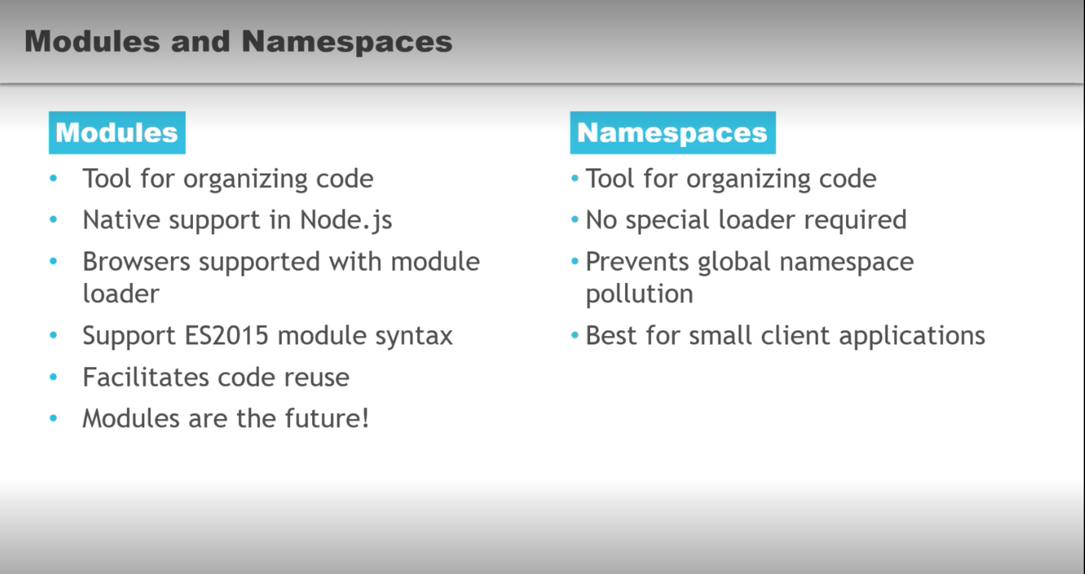 Modules and Namespaces
Modules
• Tool for organizing code
• Native support in Node.js
• Browsers supported with module
loader
• Support ES2015 module syntax
• Facilitates code reuse
• Modules are the future!
Namespaces
• Tool for organizing code
• No special loader required
• Prevents global namespace
pollution
• Best for small client applications